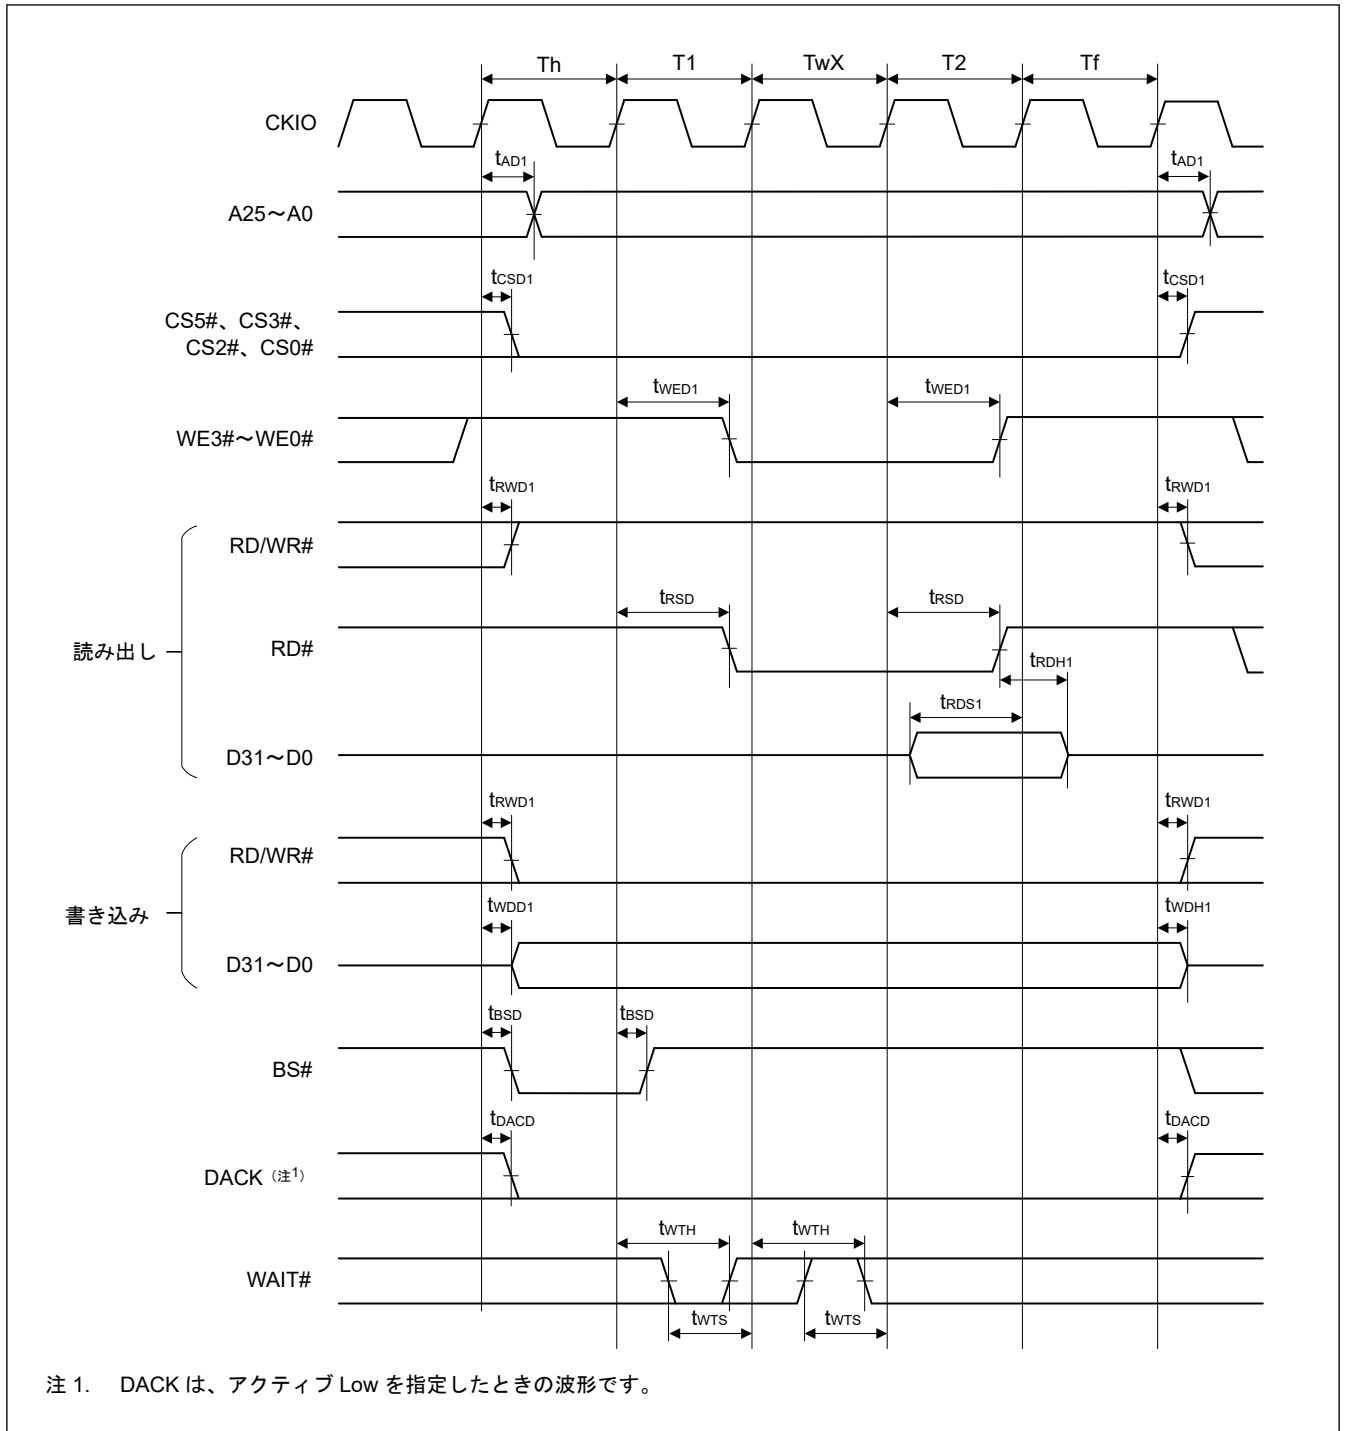 Th T1 TwX T2 Tf
CKIO
tAD1 tAD1
A25～A0
tCSD1 tCSD1
CS5#、CS3#、
CS2#、CS0#
tWED1 tWED1
WE3#～WE0#
tRWD1 tRWD1
RD/WR#
tRSD tRSD
読み出し
RD#
tRDH1
tRDS1
D31～D0
tRWD1 tRWD1
RD/WR#
書き込み
tWDD1 tWDH1
D31～D0
tBSD tBSD
BS#
tDACD tDACD
DACK（注1）
tWTH tWTH
WAIT#
tWTS tWTS
注 1. DACK は、アクティブ Low を指定したときの波形です。